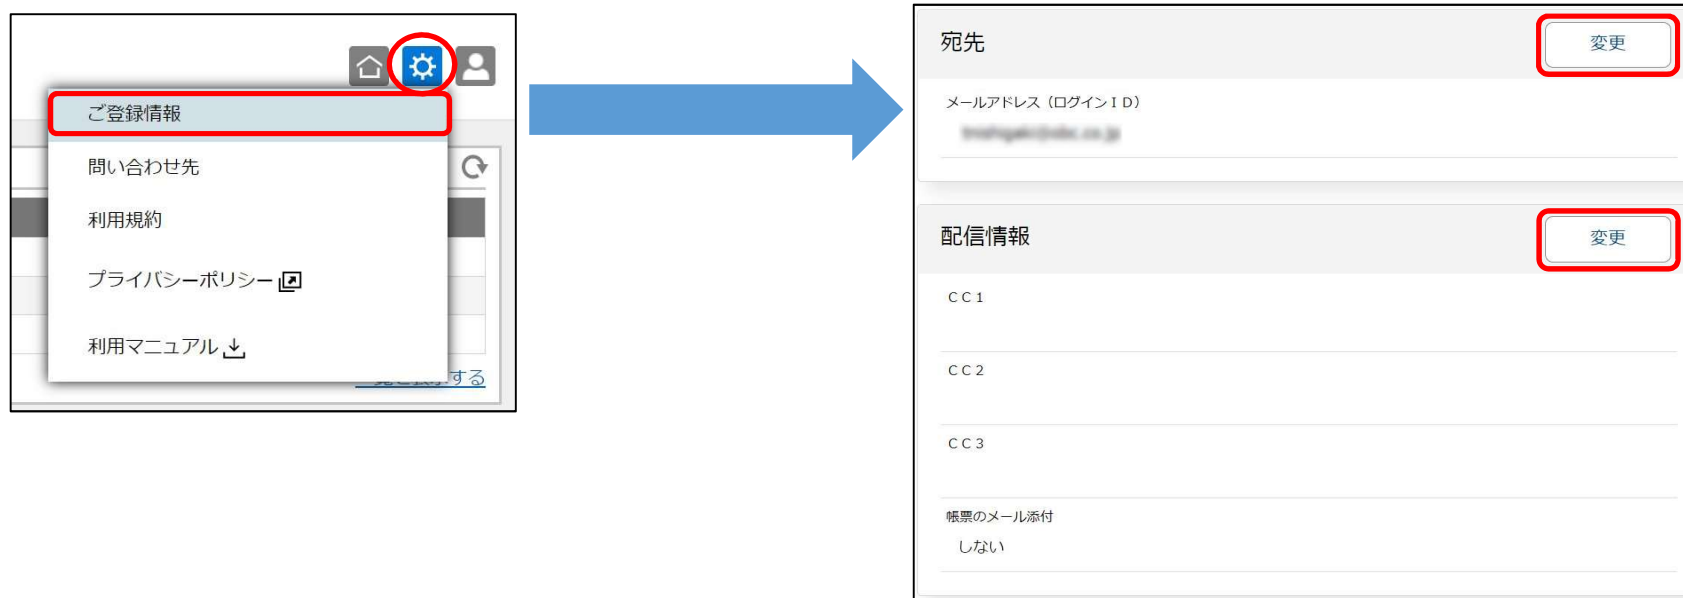 ご登録情報
問い合わせ先
利用規約
プライバシーポリシー
利用マニュアル
する
宛先
変更
メールアドレス（ログインＩＤ）
配信情報
変更
ＣＣ１
ＣＣ２
ＣＣ３
帳票のメール添付
しない